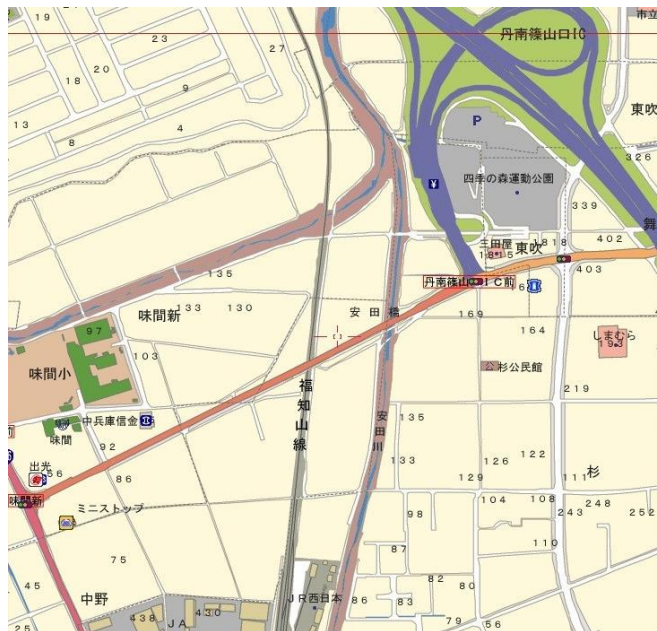 19
23
27
丹南篠山口IC
市立
20
18
9
P
東吹
13
4
8
326
¥
四季の森運動公園
339
舞
三田屋
1815
東吹
1818
402
135
丹南篠山口IC前
403
味間新
133
130
安田橋
169
164
97
しまむら
193
103
味間小
杉公民館
福知山線
219
中兵庫信金
安田川
135
味間
92
122
133
126
杉
前
出光
56
86
129
111
味間新
104
108
248
243
252
ミニストップ
98
110
75
87
82
80
45
中野
JR西日本
86
83
438
430
JA
79
56
25